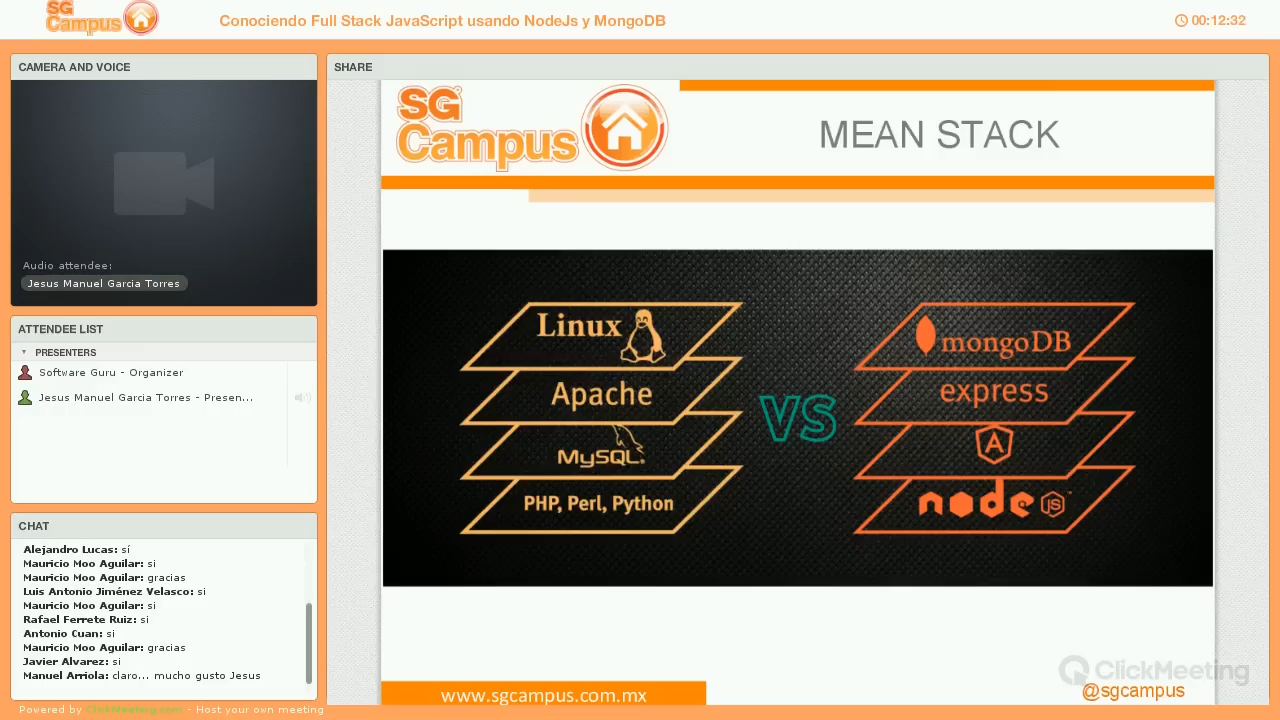 SG Campus
Conociendo Full Stack JavaScript usando NodeJs y MongoDB
00:12:32
CAMERA AND VOICE
Audio attendee:
Jesus Manuel Garcia Torres
ATTENDEE LIST
PRESENTERS
Software Guru - Organizer
Jesus Manuel Garcia Torres - Presen...
CHAT
Alejandro Lucas: sí
Mauricio Moo Aguilar: si
Mauricio Moo Aguilar: gracias
Luis Antonio Jiménez Velasco: si
Mauricio Moo Aguilar: si
Rafael Ferrete Ruiz: si
Antonio Cuan: si
Mauricio Moo Aguilar: gracias
Javier Alvarez: si
Manuel Arriola: claro... mucho gusto Jesus
Powered by ClickMeeting.com - Host your own meeting
SHARE
SG
Campus
MEAN STACK
Linux
Apache
MySQL
PHP, Perl, Python
VS
mongoDB
express
A
node JS
www.sgcampus.com.mx
ClickMeeting
@sgcampus